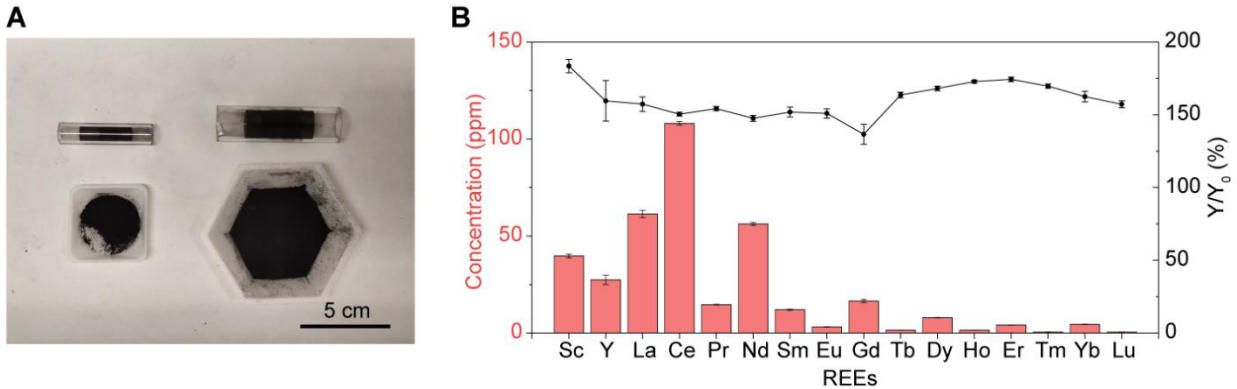 A
5 cm
B
Concentration (ppm)
150
100
50
0
200
150
100
50
0
Y/Y₀ (%)
Sc Y La Ce Pr Nd Sm Eu Gd Tb Dy Ho Er Tm Yb Lu
REEs